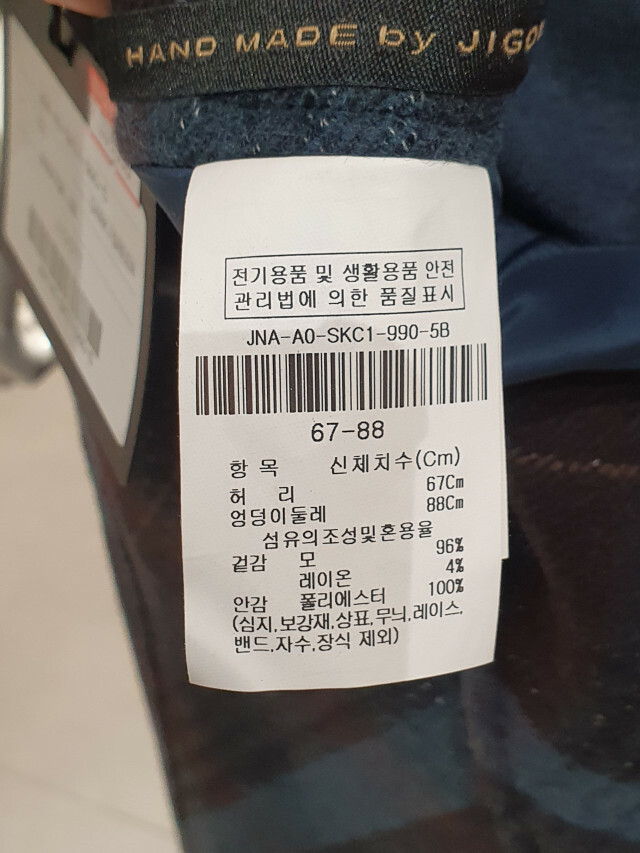 HAND MADE by
전기용품 및 생활용품 안전
관리법에 의한 품질표시
JNA-A0-SKC1-990-5B
67-88
항 목 신체치수(Cm)
허 리 67Cm
엉덩이둘레 88Cm
섬유의조성및혼용율
겉감 모 96%
레이온 4%
안감 폴리에스터 100%
(심지,보강재,상표,무늬,레이스,
밴드,자수,장식 제외)